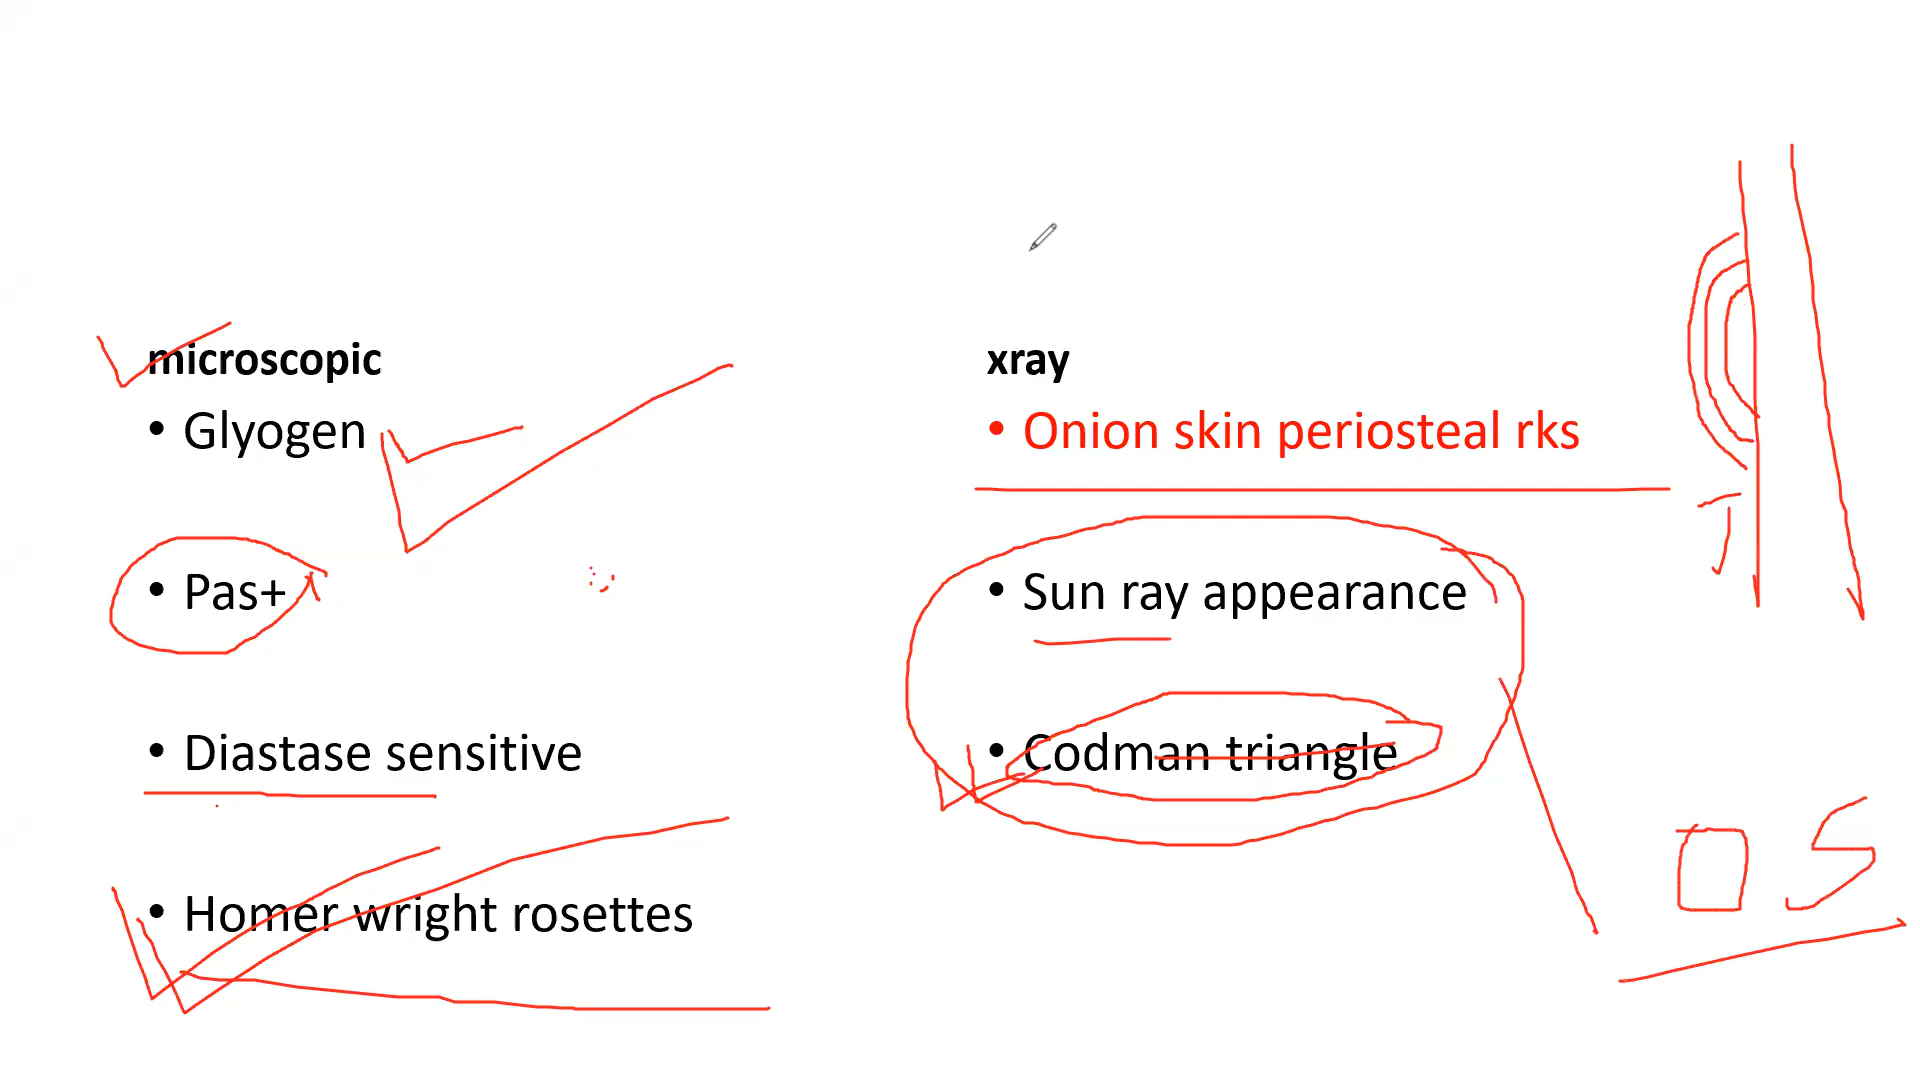 microscopic
• Glyogen
• Pas+
• Diastase sensitive
• Homer wright rosettes
xray
• Onion skin periosteal rks
• Sun ray appearance
• Codman triangle
OS